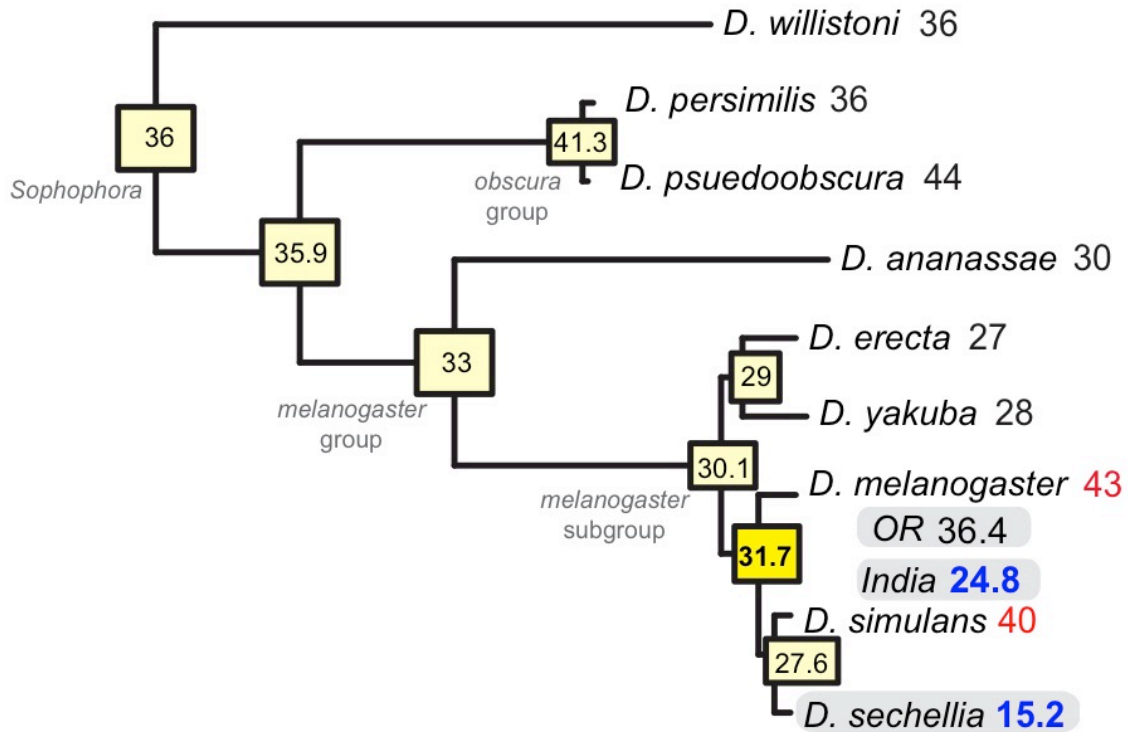 D. willistoni 36
36
D. persimilis 36
Sophophora
41.3
obscura
group
D. psuedoobscura 44
35.9
D. ananassae 30
33
D. erecta 27
29
melanogaster
group
D. yakuba 28
30.1
melanogaster
subgroup
D. melanogaster 43
OR 36.4
31.7
India 24.8
D. simulans 40
27.6
D. sechellia 15.2